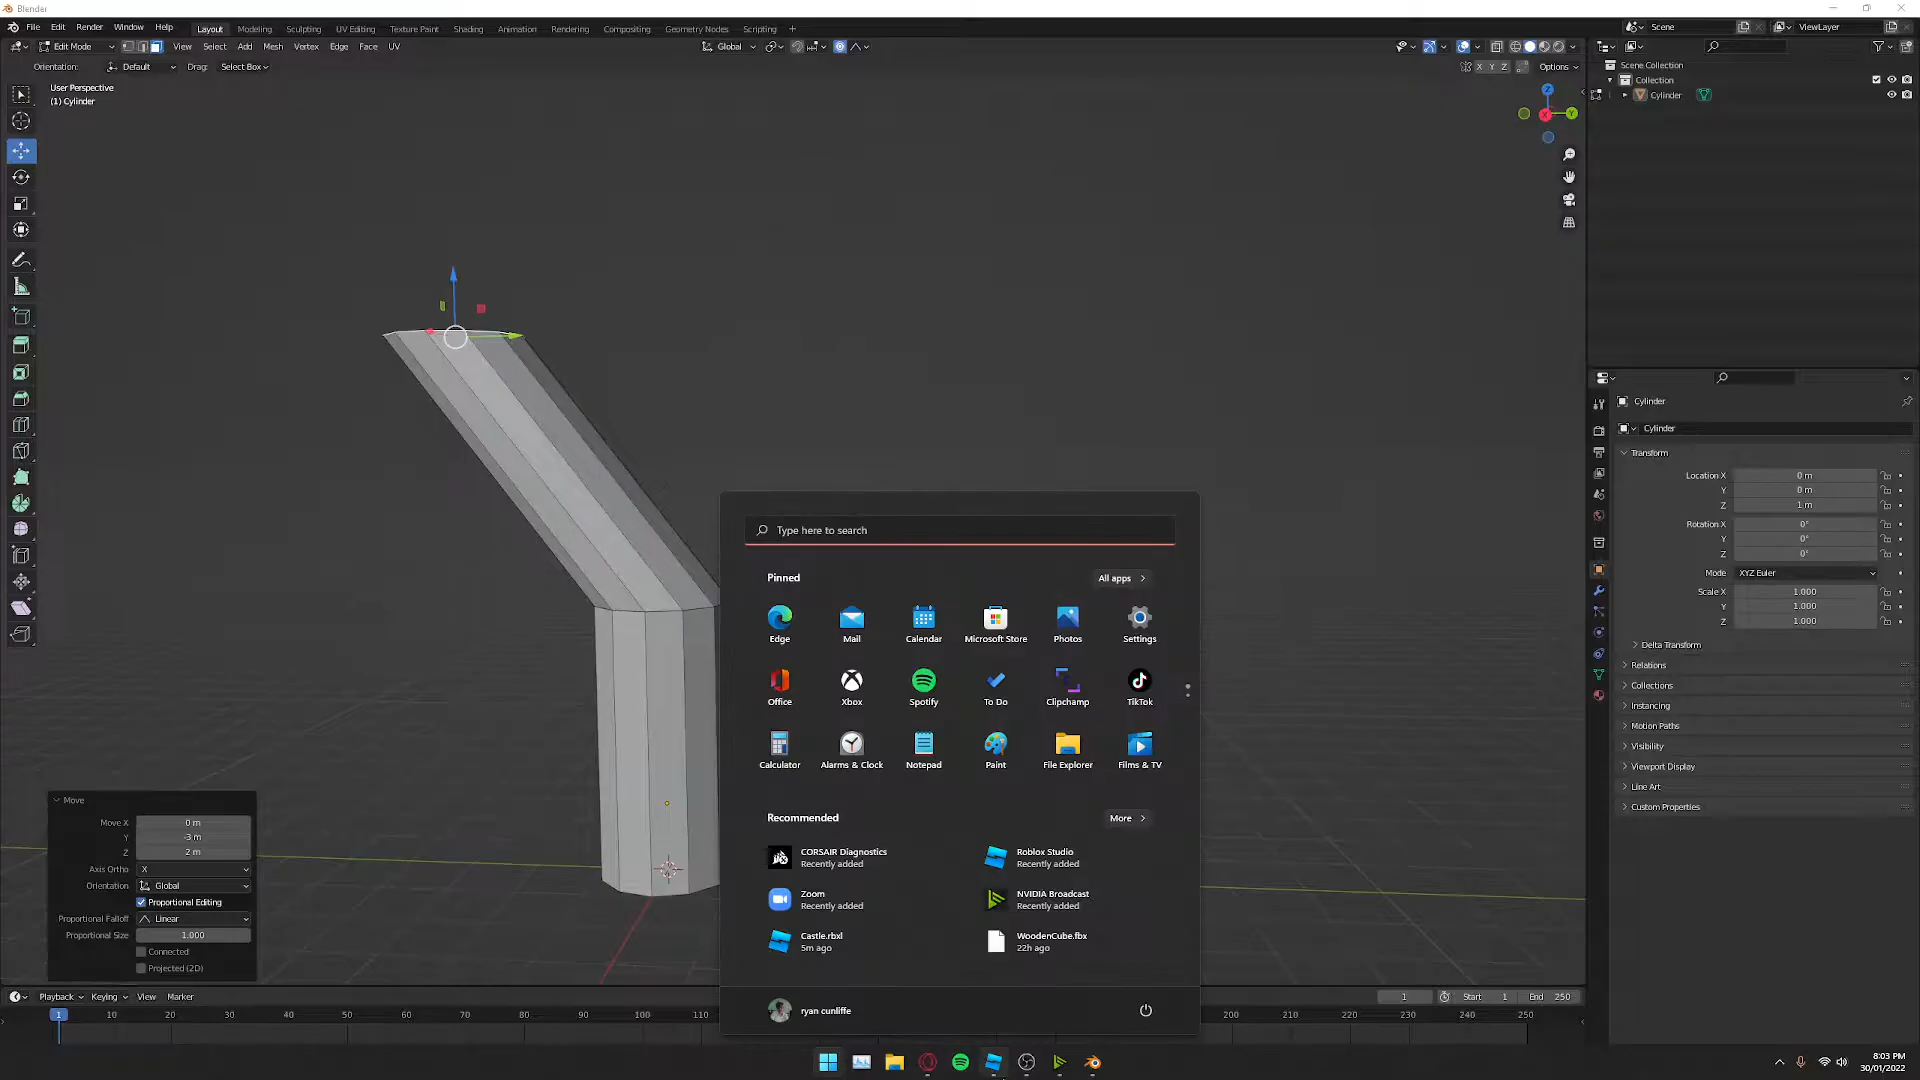 Blender
File Edit Render Window Help Layout Modeling Sculpting UV Editing Texture Paint Shading Animation Rendering Compositing Geometry Nodes Scripting + Scene ViewLayer
Edit Mode View Select Add Mesh Vertex Edge Face UV Global
Orientation: Default Drag: Select Box X Y Z Options
User Perspective
(1) Cylinder
Scene Collection
Collection
Cylinder
Z
Y
X
Cylinder
Cylinder
Transform
Location X 0 m
Y 0 m
Z 1 m
Rotation X 0°
Y 0°
Z 0°
Mode XYZ Euler
Scale X 1.000
Y 1.000
Z 1.000
Delta Transform
Relations
Collections
Instancing
Motion Paths
Visibility
Viewport Display
Line Art
Custom Properties
Type here to search
Pinned All apps
Edge Mail Calendar Microsoft Store Photos Settings
Office Xbox Spotify To Do Clipchamp TikTok
Calculator Alarms & Clock Notepad Paint File Explorer Films & TV
Recommended More
CORSAIR Diagnostics
Recently added
Roblox Studio
Recently added
Zoom
Recently added
NVIDIA Broadcast
Recently added
Castle.rbxl
5m ago
WoodenCube.fbx
22h ago
ryan cunliffe
Move
Move X 0 m
Y -3 m
Z 2 m
Axis Ortho X
Orientation Global
Proportional Editing
Proportional Falloff Linear
Proportional Size 1.000
Connected
Projected (2D)
Playback Keying View Marker 1 Start 1 End 250
1 10 20 30 40 50 60 70 80 90 100 110 200 210 220 230 240 250
8:03 PM
30/01/2022